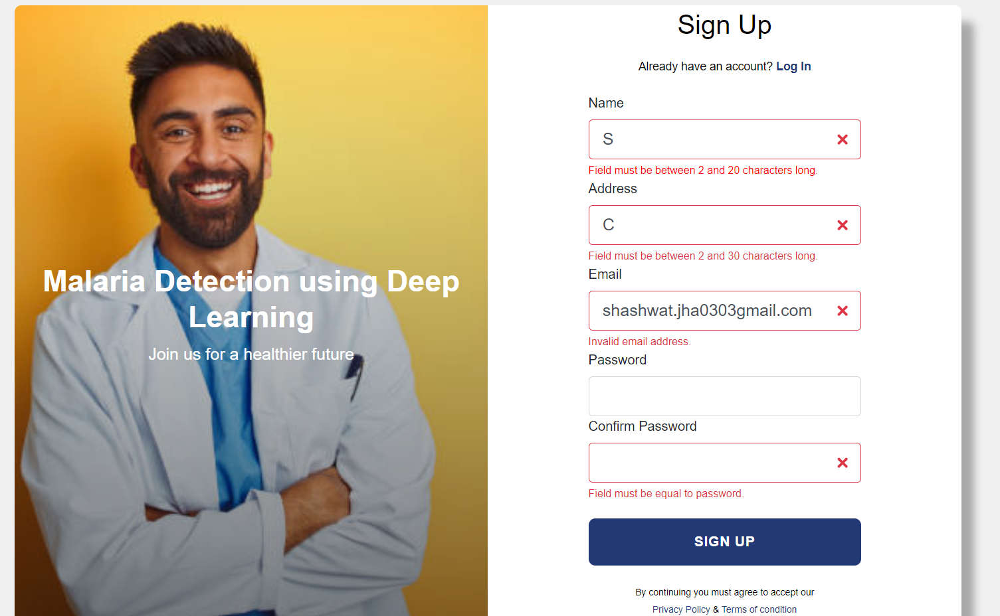 Malaria Detection using Deep
Learning
Join us for a healthier future
Sign Up
Already have an account? Log In
Name
S
Field must be between 2 and 20 characters long.
Address
C
Field must be between 2 and 30 characters long.
Email
shashwat.jha0303gmail.com
Invalid email address.
Password
Confirm Password
Field must be equal to password.
SIGN UP
By continuing you must agree to accept our
Privacy Policy & Terms of condition